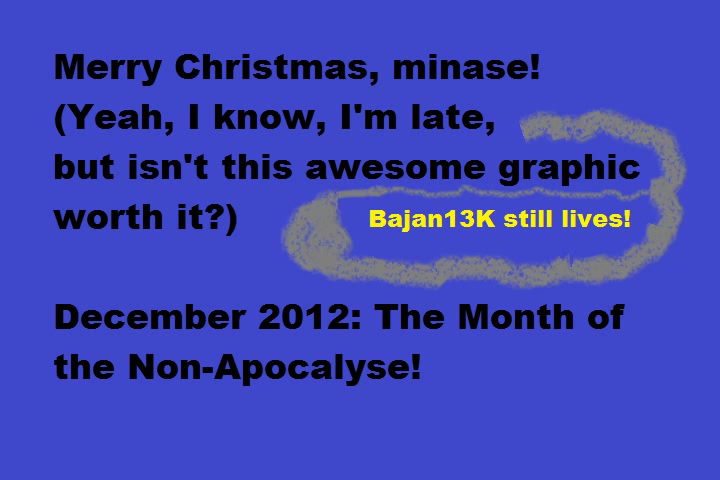 Merry Christmas, minase!
(Yeah, I know, I'm late,
but isn't this awesome graphic
worth it?)
Bajan13K still lives!
December 2012: The Month of
the Non-Apocalyse!